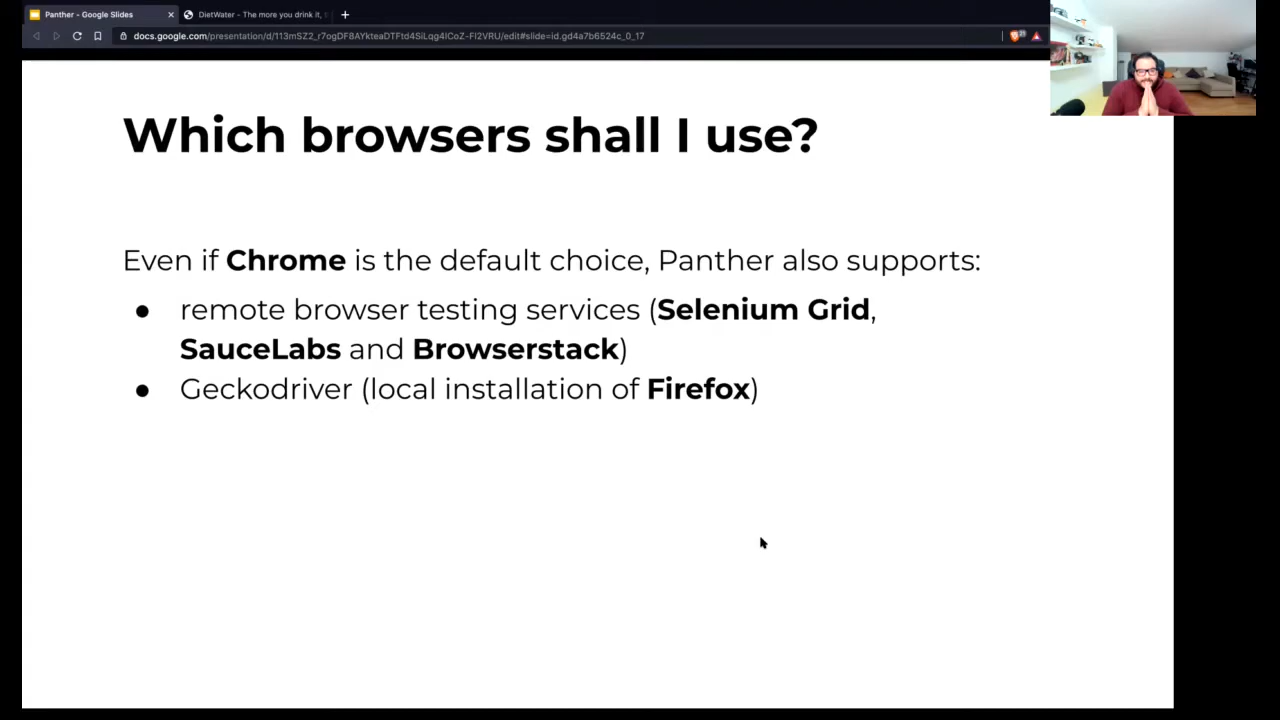 Panther - Google Slides
DietWater - The more you drink it,
docs.google.com/presentation/d/113mSZ2_r7ogDF8AYkteaDTFtd4SiLqg4lCoZ-Fl2VRU/edit#slide=id.gd4a7b6524c_0_17
Which browsers shall I use?
Even if Chrome is the default choice, Panther also supports:
● remote browser testing services (Selenium Grid,
SauceLabs and Browserstack)
● Geckodriver (local installation of Firefox)